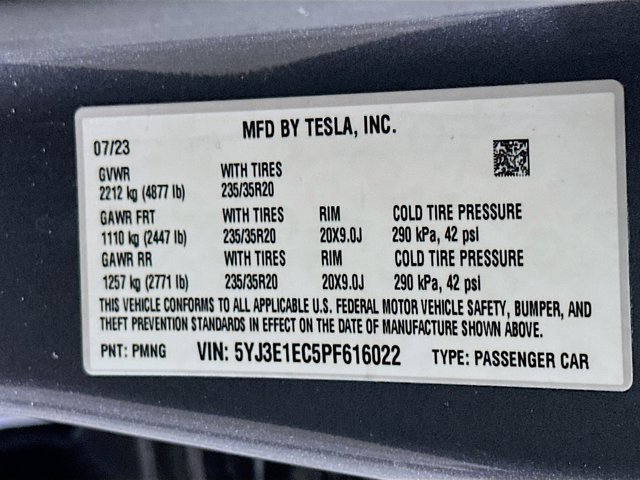 MFD BY TESLA, INC.
07/23
GVWR WITH TIRES
2212 kg (4877 lb) 235/35R20
GAWR FRT WITH TIRES RIM COLD TIRE PRESSURE
1110 kg (2447 lb) 235/35R20 20X9.0J 290 kPa, 42 psi
GAWR RR WITH TIRES RIM COLD TIRE PRESSURE
1257 kg (2771 lb) 235/35R20 20X9.0J 290 kPa, 42 psi
THIS VEHICLE CONFORMS TO ALL APPLICABLE U.S. FEDERAL MOTOR VEHICLE SAFETY, BUMPER, AND
THEFT PREVENTION STANDARDS IN EFFECT ON THE DATE OF MANUFACTURE SHOWN ABOVE.
PNT: PMNG VIN: 5YJ3E1EC5PF616022 TYPE: PASSENGER CAR